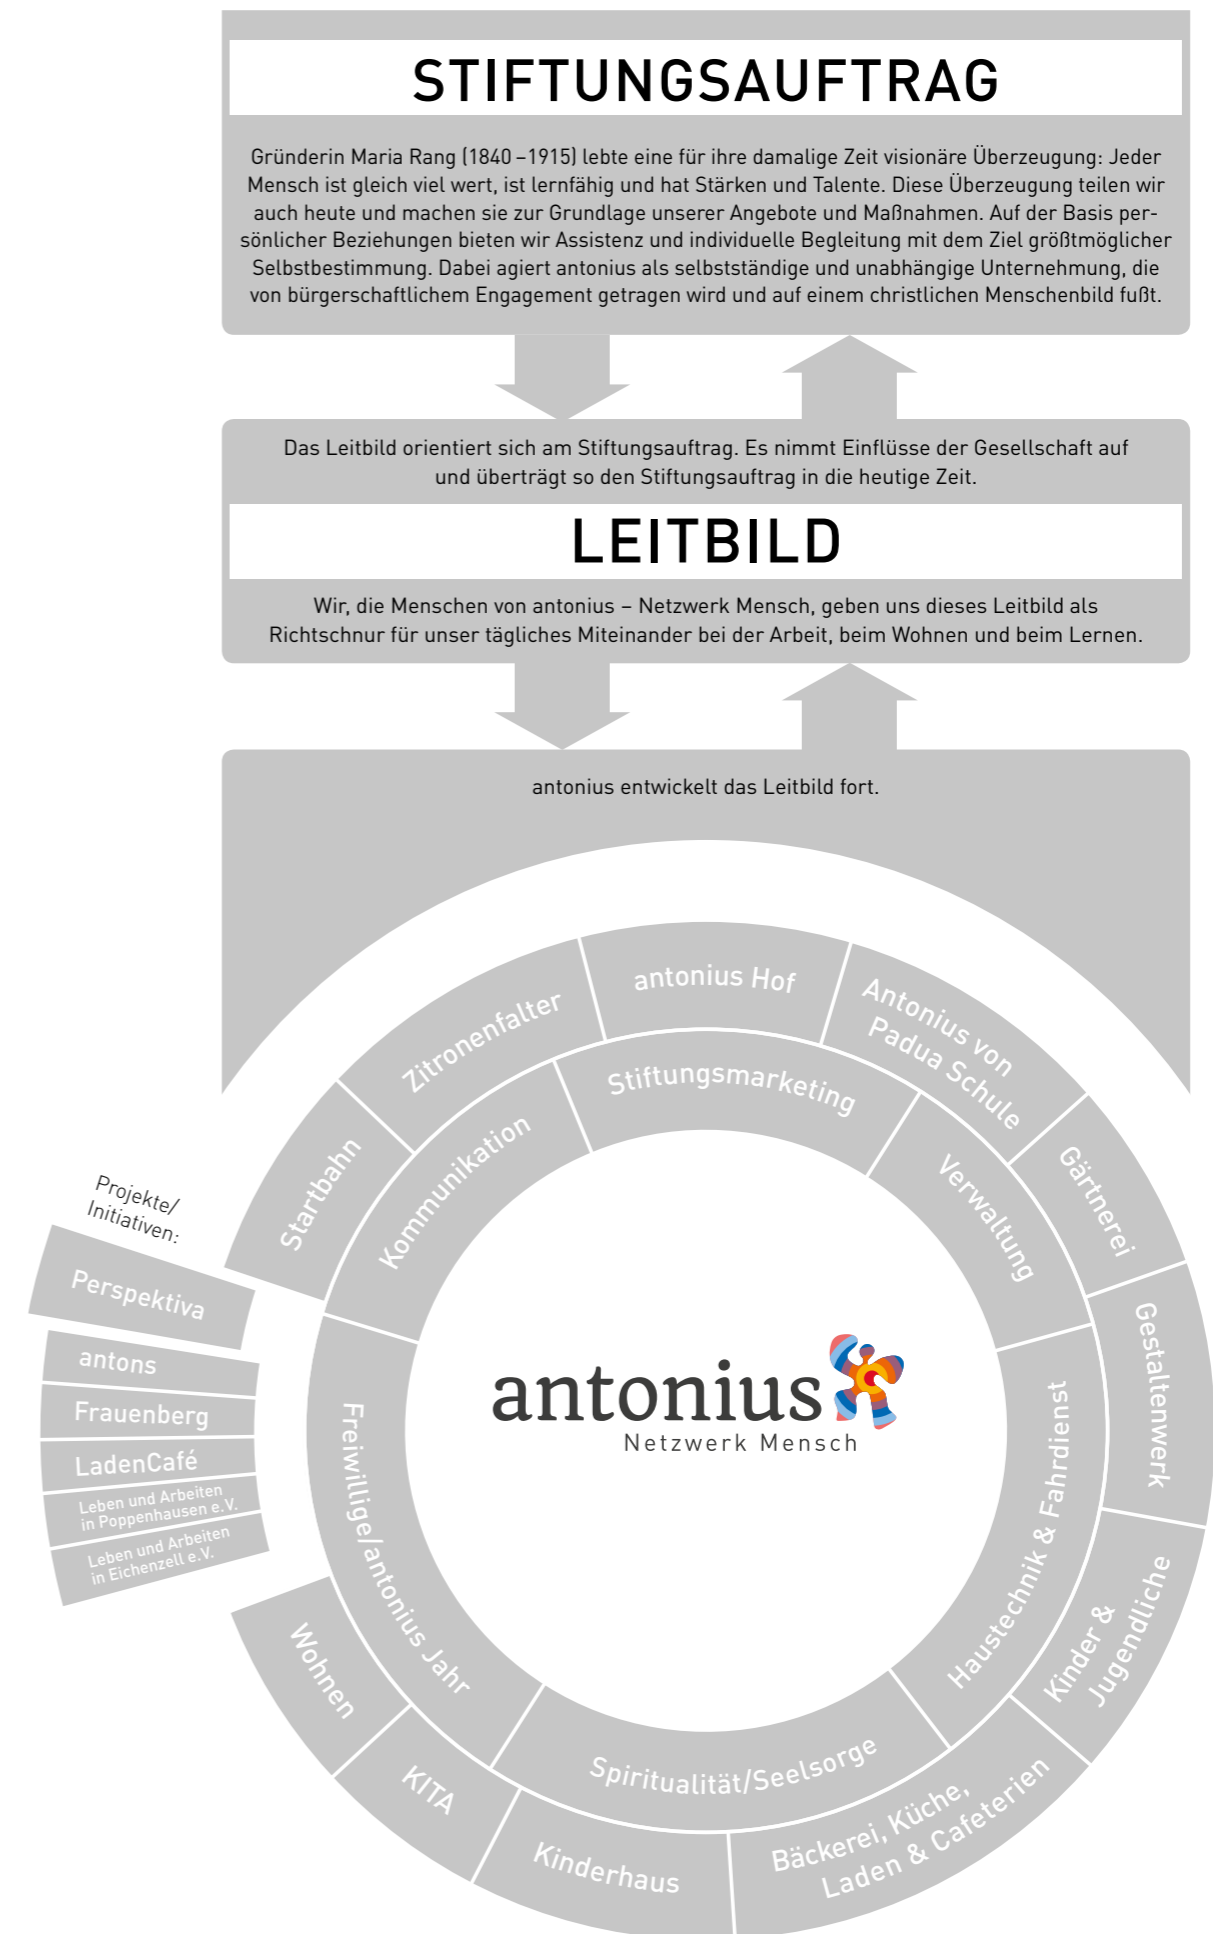 STIFTUNGSAUFTRAG
Gründerin Maria Rang (1840 – 1915) lebte eine für ihre damalige Zeit visionäre Überzeugung: Jeder
Mensch ist gleich viel wert, ist lernfähig und hat Stärken und Talente. Diese Überzeugung teilen wir
auch heute und machen sie zur Grundlage unserer Angebote und Maßnahmen. Auf der Basis per-
sönlicher Beziehungen bieten wir Assistenz und individuelle Begleitung mit dem Ziel größtmöglicher
Selbstbestimmung. Dabei agiert antonius als selbstständige und unabhängige Unternehmung, die
von bürgerschaftlichem Engagement getragen wird und auf einem christlichen Menschenbild fußt.
Das Leitbild orientiert sich am Stiftungsauftrag. Es nimmt Einflüsse der Gesellschaft auf
und überträgt so den Stiftungsauftrag in die heutige Zeit.
LEITBILD
Wir, die Menschen von antonius – Netzwerk Mensch, geben uns dieses Leitbild als
Richtschnur für unser tägliches Miteinander bei der Arbeit, beim Wohnen und beim Lernen.
antonius entwickelt das Leitbild fort.
Startbahn
Zitronenfalter
antonius Hof
Antonius von
Padua Schule
Gärtnerei
Gestaltenwerk
Kinder &
Jugendliche
Bäckerei, Küche,
Laden & Cafeterien
Kinderhaus
KITA
Wohnen
Kommunikation
Stiftungsmarketing
Verwaltung
Haustechnik & Fahrdienst
Spiritualität/Seelsorge
Freiwillige/antonius Jahr
Projekte/
Initiativen:
Perspektiva
antons
Frauenberg
LadenCafé
Leben und Arbeiten
in Poppenhausen e.V.
Leben und Arbeiten
in Eichenzell e.V.
antonius
Netzwerk Mensch